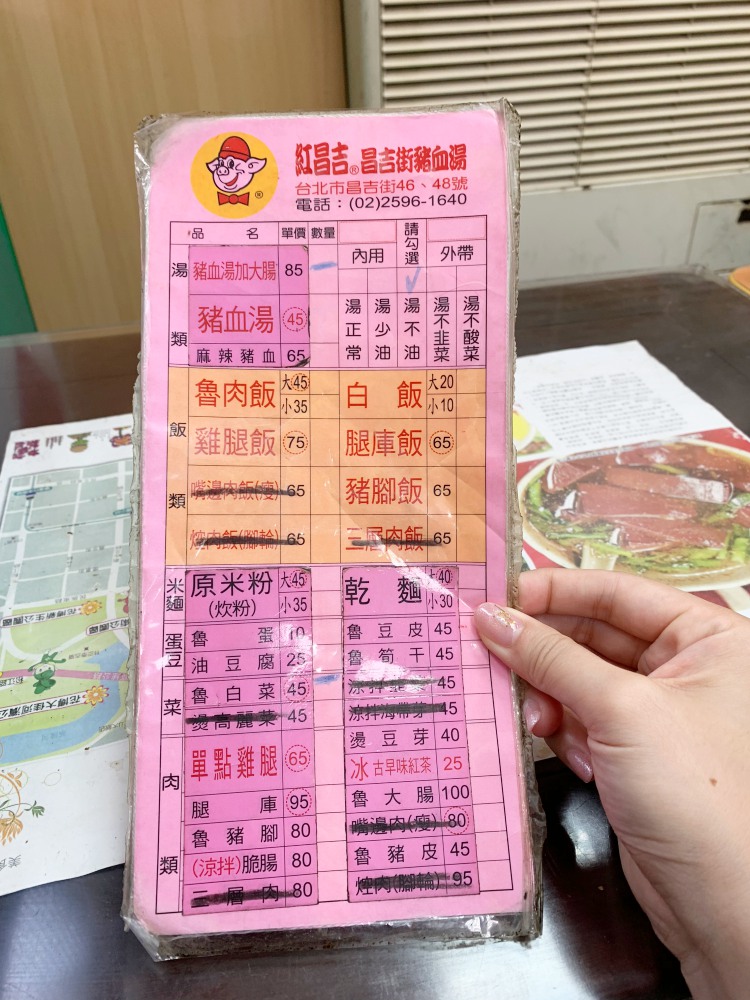 紅昌吉® 昌吉街豬血湯
台北市昌吉街46、48號
電話：(02)2596-1640
品名 單價 數量 內用 請勾選 外帶
湯類
豬血湯加大腸 85
豬血湯 45
麻辣豬血 65
湯正常 湯少油 湯不油 湯不韭菜 湯不酸菜
飯類
魯肉飯 大45 小35 白飯 大20 小10
雞腿飯 75 腿庫飯 65
嘴邊肉飯(瘦) 65 豬腳飯 65
焢肉飯(腳輪) 65 三層肉飯 65
米麵
原米粉(炊粉) 大45 小35 乾麵 大40 小30
蛋豆
魯蛋 10 魯豆皮 45
油豆腐 25 魯筍干 45
菜
魯白菜 45 涼拌 45
燙高麗菜 45 涼拌海帶芽 45
肉類
單點雞腿 65 燙豆芽 40
冰 古早味紅茶 25
腿庫 95 魯大腸 100
魯豬腳 80 嘴邊肉(瘦) 80
(涼拌)脆腸 80 魯豬皮 45
三層肉 80 焢肉(腳輪) 95